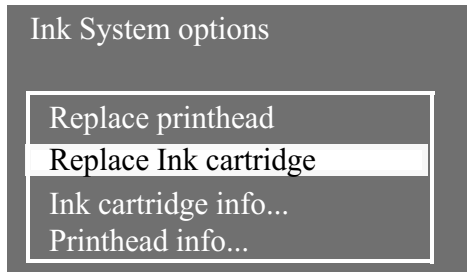 Ink System options
Replace printhead
Replace Ink cartridge
Ink cartridge info...
Printhead info...